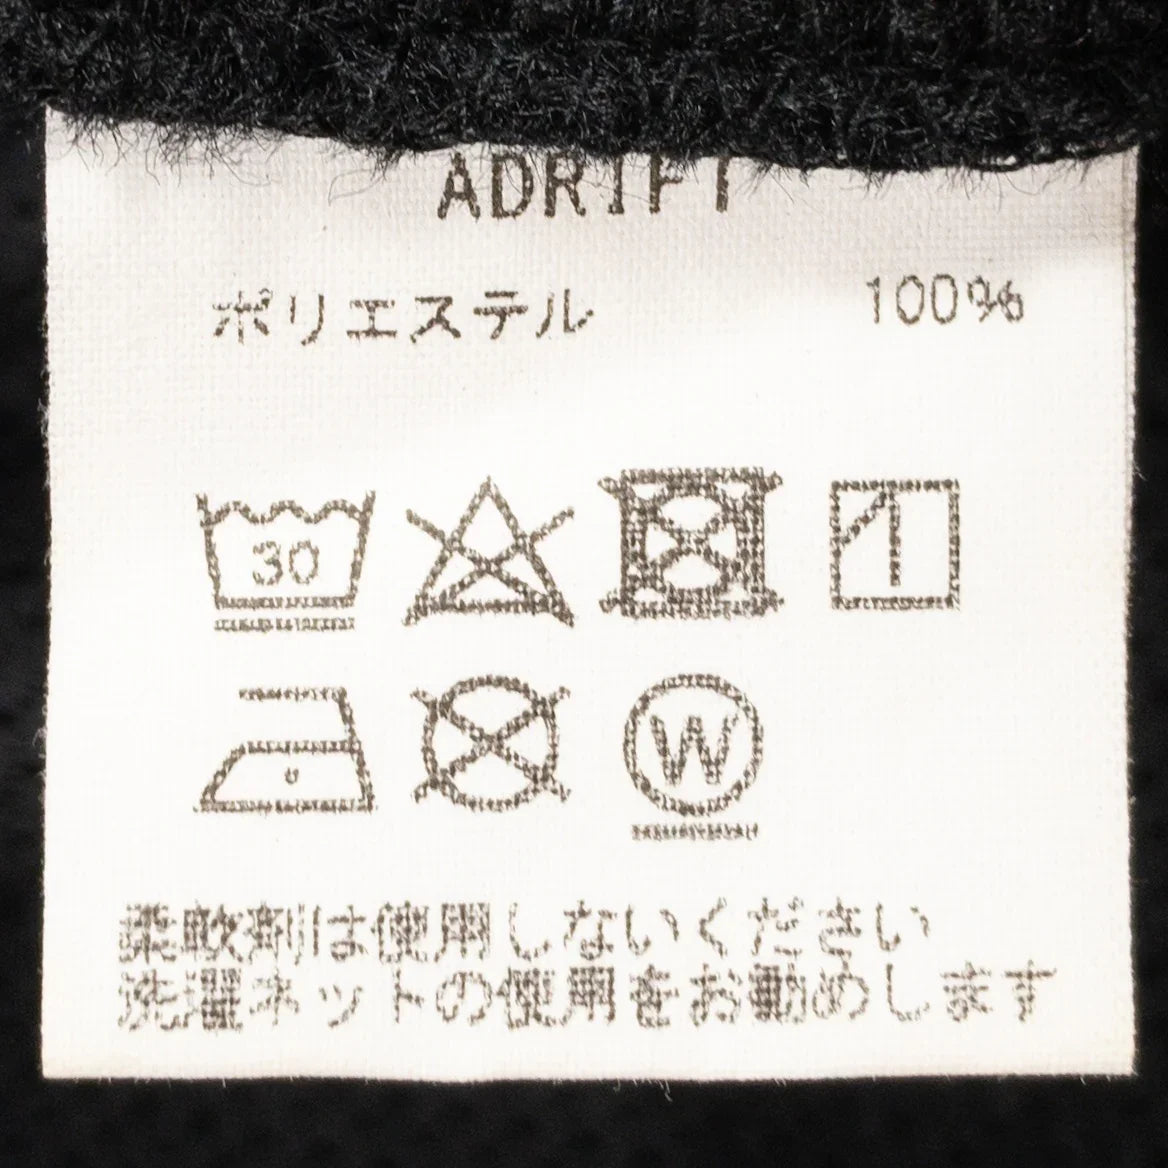 ADRIFT
ポリエステル 100%
30
W
柔軟剤は使用しないください
洗濯ネットの使用をお勧めします